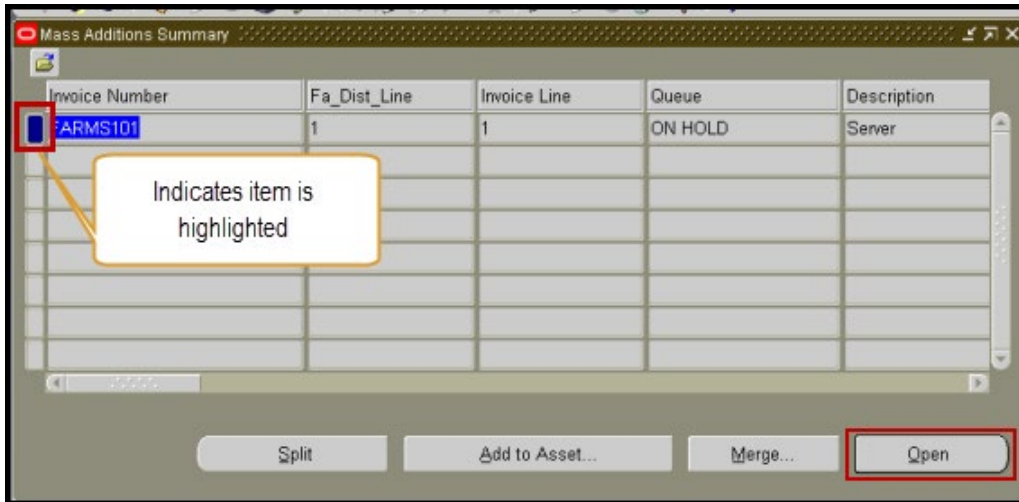 Mass Additions Summary
Invoice Number Fa_Dist_Line Invoice Line Queue Description
FARMS101 1 1 ON HOLD Server
Indicates item is
highlighted
Split Add to Asset... Merge... Open